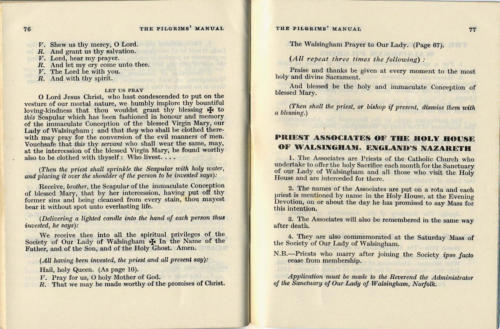 76 THE PILGRIMS' MANUAL
V. Shew us thy mercy, O Lord.
R. And grant us thy salvation.
V. Lord, hear my prayer.
R. And let my cry come unto thee.
V. The Lord be with you.
R. And with thy spirit.
LET US PRAY
O Lord Jesus Christ, who hast condescended to put on the
vesture of our mortal nature, we humbly implore thy bountiful
loving-kindness that thou wouldst grant thy blessing ✠ to
this Scapular which has been fashioned in honour and memory
of the immaculate Conception of the blessed Virgin Mary, our
Lady of Walsingham; and that they who shall be clothed there-
with may pray for the conversion of the evil manners of men.
Vouchsafe that this thy servant who shall wear the same, may,
at the intercession of the blessed Virgin Mary, be found worthy
also to be clothed with thyself: Who livest. . . .
(Then the priest shall sprinkle the Scapular with holy water,
and placing it over the shoulder of the person to be invested says):
Receive, brother, the Scapular of the immaculate Conception
of blessed Mary, that by her intercession, having put off thy
former sins and being cleansed from every stain, thou mayest
bear it without spot unto everlasting life.
(Delivering a lighted candle into the hand of each person thus
invested, he says):
We receive thee into all the spiritual privileges of the
Society of Our Lady of Walsingham ✠ In the Name of the
Father, and of the Son, and of the Holy Ghost. Amen.
(All having been invested, the priest and all present say):
Hail, holy Queen. (As page 10).
V. Pray for us, O holy Mother of God.
R. That we may be made worthy of the promises of Christ.
THE PILGRIMS' MANUAL 77
The Walsingham Prayer to Our Lady. (Page 67).
(All repeat three times the following):
Praise and thanks be given at every moment to the most
holy and divine Sacrament.
And blessed be the holy and immaculate Conception of
blessed Mary.
(Then shall the priest, or bishop if present, dismiss them with
a blessing.)
PRIEST ASSOCIATES OF THE HOLY HOUSE
OF WALSINGHAM. ENGLAND'S NAZARETH
1. The Associates are Priests of the Catholic Church who
undertake to offer the holy Sacrifice each month for the Sanctuary
of our Lady of Walsingham and all those who visit the Holy
House and are interceded for there.
2. The names of the Associates are put on a rota and each
priest is mentioned by name in the Holy House, at the Evening
Devotion, on or about the day he has promised to say Mass for
this intention.
3. The Associates will also be remembered in the same way
after death.
4. They are also commemorated at the Saturday Mass of
the Society of Our Lady of Walsingham.
N.B.—Priests who marry after joining the Society ipso facto
cease from membership.
Application must be made to the Reverend the Administrator
of the Sanctuary of Our Lady of Walsingham, Norfolk.